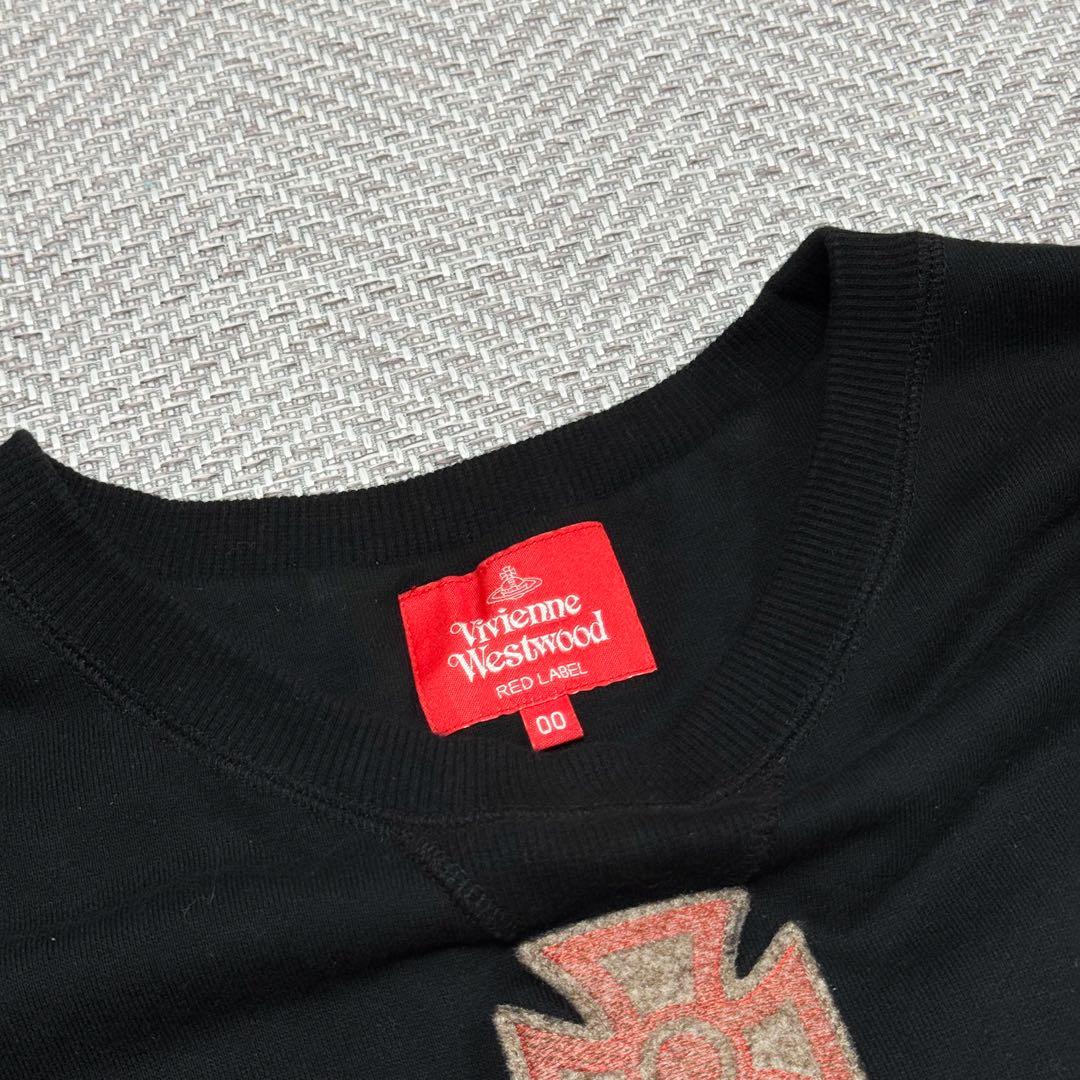 Vivienne
Westwood
RED LABEL
00